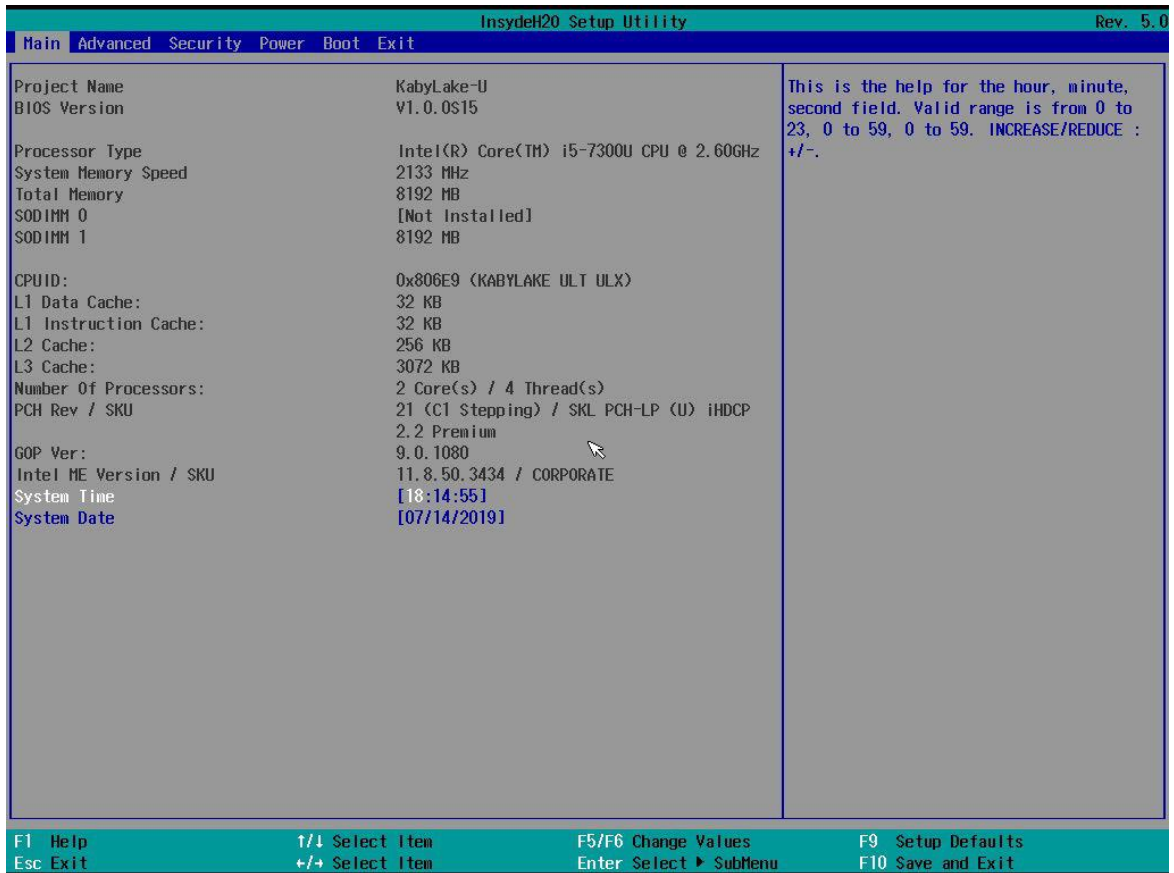 InsydeH2O Setup Utility Rev. 5.0
Main Advanced Security Power Boot Exit
Project Name KabyLake-U
BIOS Version V1.0.0S15
Processor Type Intel(R) Core(TM) i5-7300U CPU @ 2.60GHz
System Memory Speed 2133 MHz
Total Memory 8192 MB
SODIMM 0 [Not Installed]
SODIMM 1 8192 MB
CPUID: 0x806E9 (KABYLAKE ULT ULX)
L1 Data Cache: 32 KB
L1 Instruction Cache: 32 KB
L2 Cache: 256 KB
L3 Cache: 3072 KB
Number Of Processors: 2 Core(s) / 4 Thread(s)
PCH Rev / SKU 21 (C1 Stepping) / SKL PCH-LP (U) iHDCP
2.2 Premium
GOP Ver: 9.0.1080
Intel ME Version / SKU 11.8.50.3434 / CORPORATE
System Time [18:14:55]
System Date [07/14/2019]
This is the help for the hour, minute,
second field. Valid range is from 0 to
23, 0 to 59, 0 to 59. INCREASE/REDUCE :
+/-.
F1 Help ↑/↓ Select Item F5/F6 Change Values F9 Setup Defaults
Esc Exit ←/→ Select Item Enter Select ▶ SubMenu F10 Save and Exit